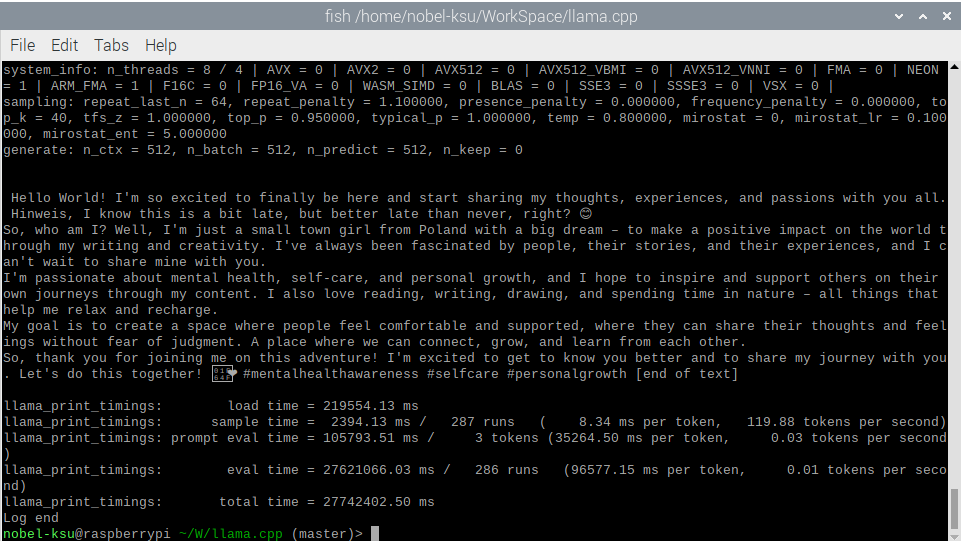 fish /home/nobel-ksu/WorkSpace/llama.cpp
File Edit Tabs Help
system_info: n_threads = 8 / 4 | AVX = 0 | AVX2 = 0 | AVX512 = 0 | AVX512_VBMI = 0 | AVX512_VNNI = 0 | FMA = 0 | NEON
= 1 | ARM_FMA = 1 | F16C = 0 | FP16_VA = 0 | WASM_SIMD = 0 | BLAS = 0 | SSE3 = 0 | SSSE3 = 0 | VSX = 0 |
sampling: repeat_last_n = 64, repeat_penalty = 1.100000, presence_penalty = 0.000000, frequency_penalty = 0.000000, to
p_k = 40, tfs_z = 1.000000, top_p = 0.950000, typical_p = 1.000000, temp = 0.800000, mirostat = 0, mirostat_lr = 0.100
000, mirostat_ent = 5.000000
generate: n_ctx = 512, n_batch = 512, n_predict = 512, n_keep = 0
Hello World! I'm so excited to finally be here and start sharing my thoughts, experiences, and passions with you all.
Hinweis, I know this is a bit late, but better late than never, right? 😊
So, who am I? Well, I'm just a small town girl from Poland with a big dream – to make a positive impact on the world t
hrough my writing and creativity. I've always been fascinated by people, their stories, and their experiences, and I c
an't wait to share mine with you.
I'm passionate about mental health, self-care, and personal growth, and I hope to inspire and support others on their
own journeys through my content. I also love reading, writing, drawing, and spending time in nature – all things that
help me relax and recharge.
My goal is to create a space where people feel comfortable and supported, where they can share their thoughts and feel
ings without fear of judgment. A place where we can connect, grow, and learn from each other.
So, thank you for joining me on this adventure! I'm excited to get to know you better and to share my journey with you
. Let's do this together! ❤ #mentalhealthawareness #selfcare #personalgrowth [end of text]
llama_print_timings: load time = 219554.13 ms
llama_print_timings: sample time = 2394.13 ms / 287 runs ( 8.34 ms per token, 119.88 tokens per second)
llama_print_timings: prompt eval time = 105793.51 ms / 3 tokens (35264.50 ms per token, 0.03 tokens per second
)
llama_print_timings: eval time = 27621066.03 ms / 286 runs (96577.15 ms per token, 0.01 tokens per seco
nd)
llama_print_timings: total time = 27742402.50 ms
Log end
nobel-ksu@raspberrypi ~/W/llama.cpp (master)>